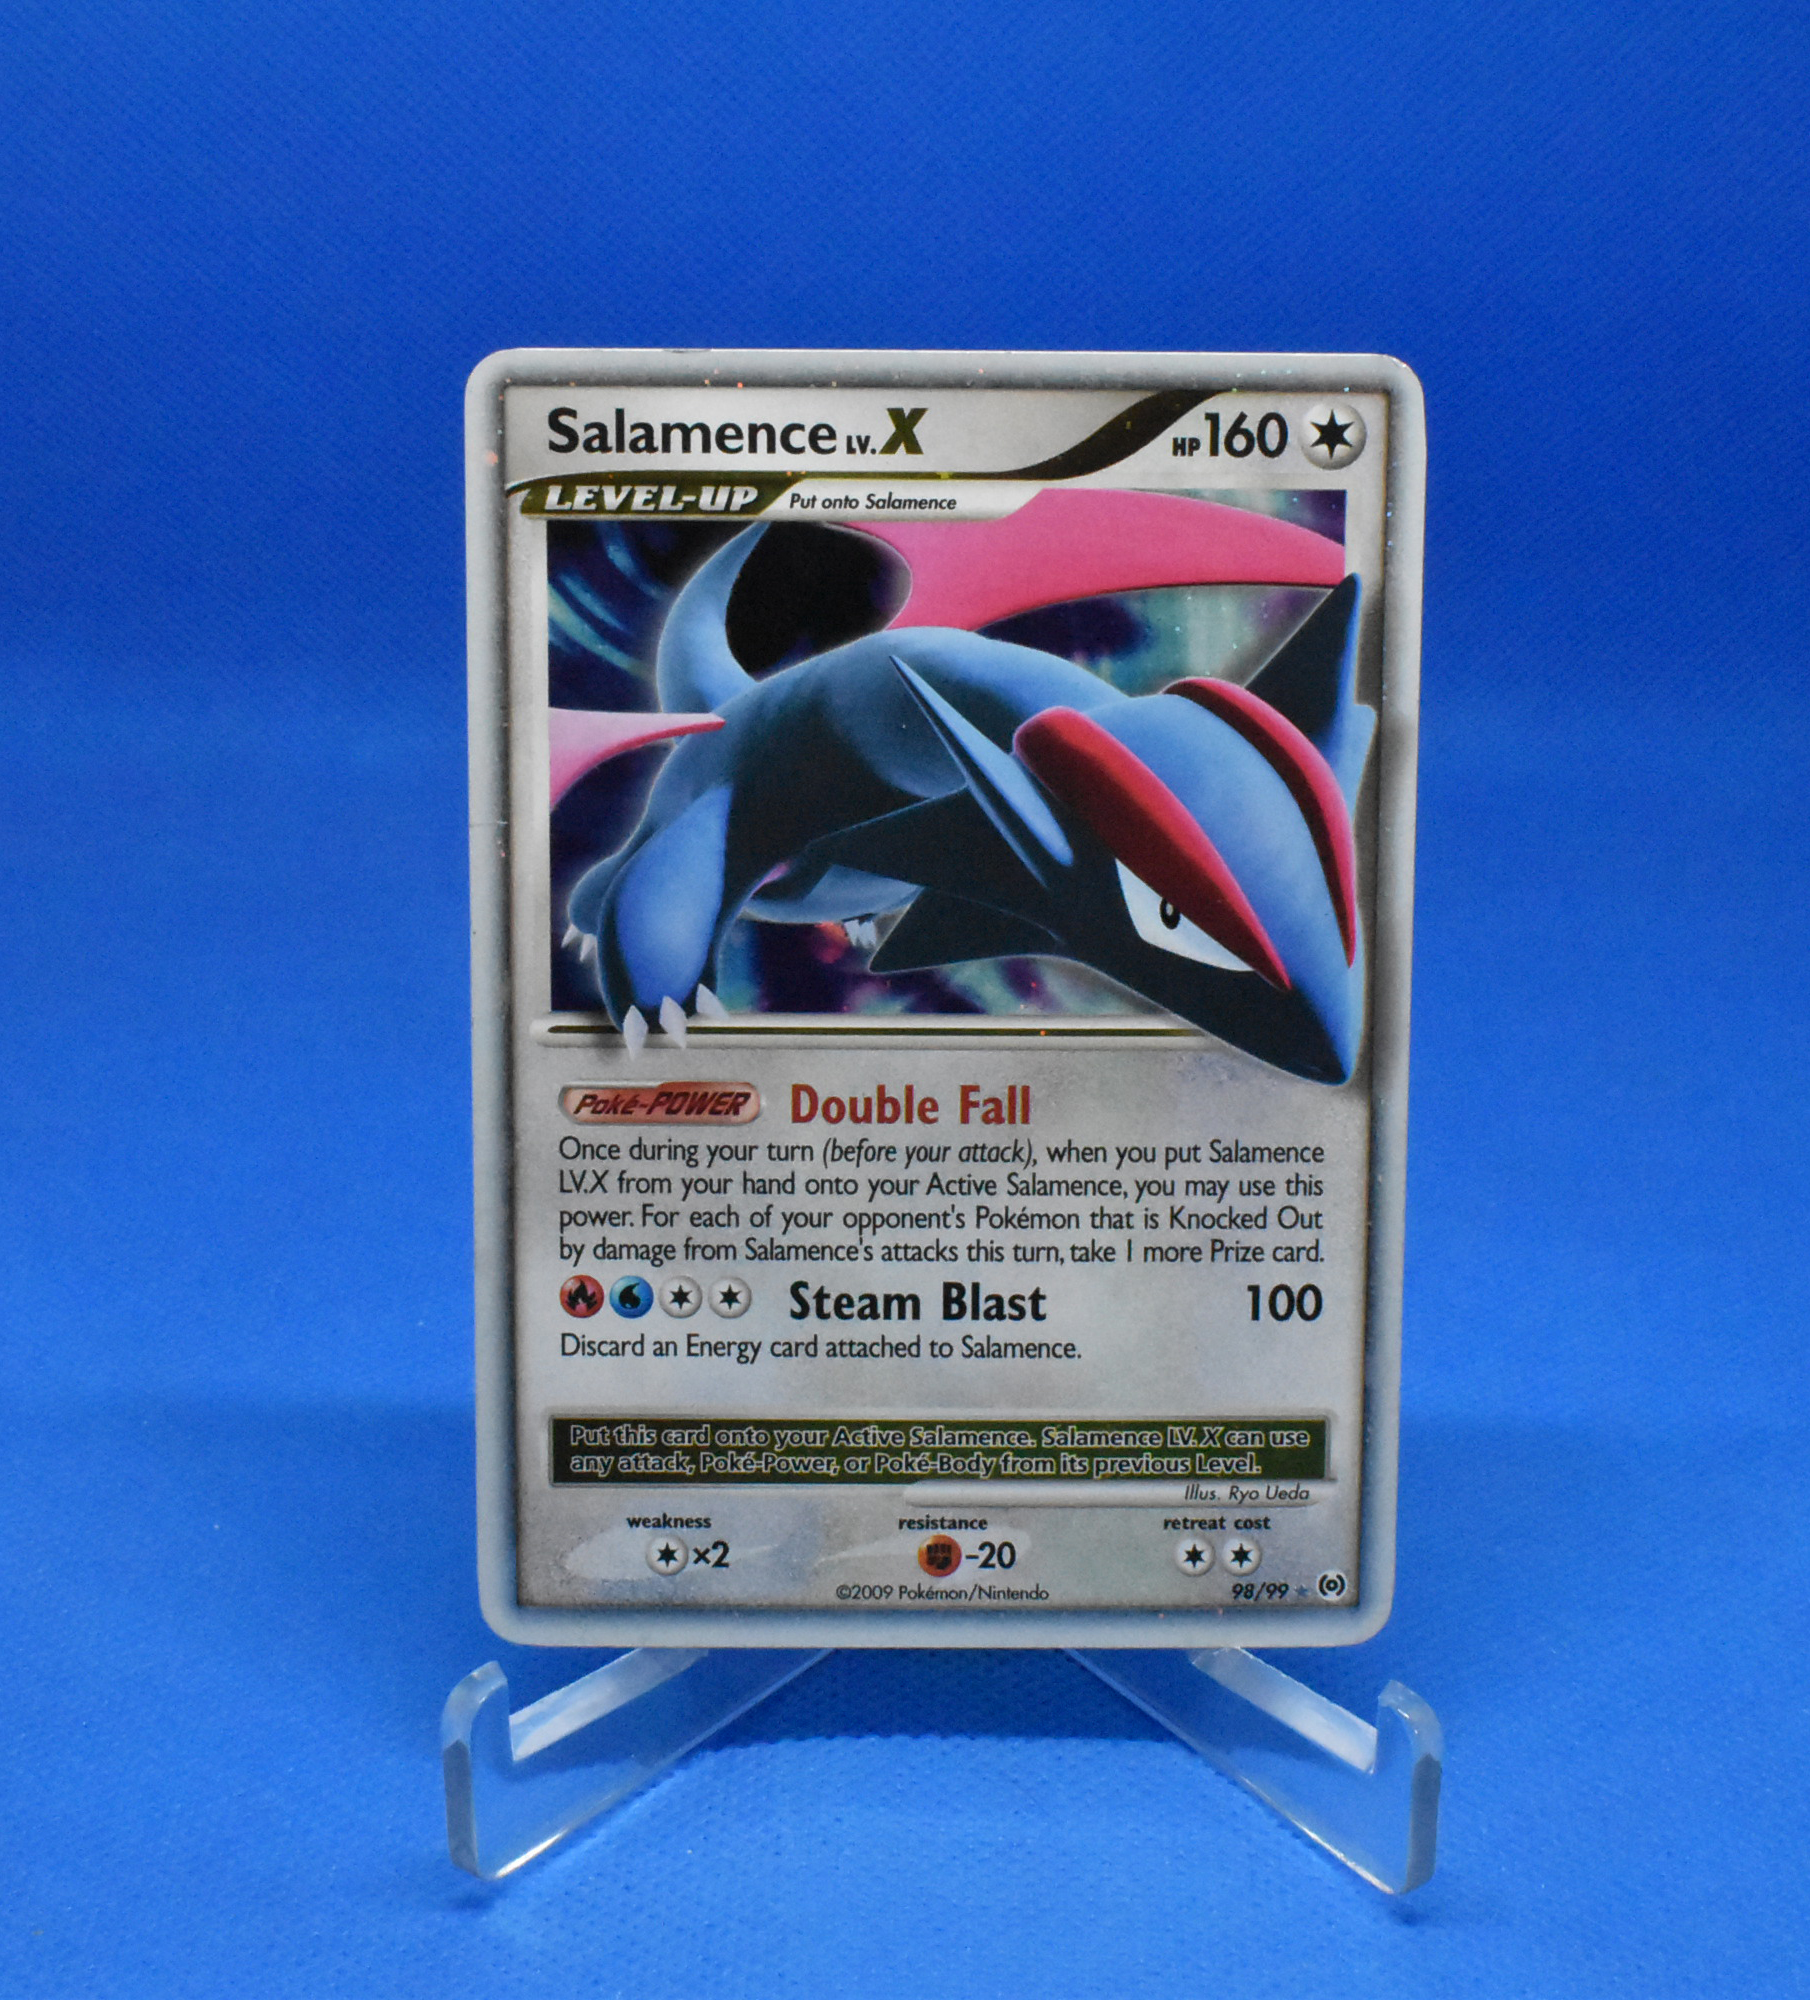 Salamence LV.X HP160
LEVEL-UP Put onto Salamence
Poké-POWER Double Fall
Once during your turn (before your attack), when you put Salamence
LV.X from your hand onto your Active Salamence, you may use this
power. For each of your opponent's Pokémon that is Knocked Out
by damage from Salamence's attacks this turn, take 1 more Prize card.
Steam Blast 100
Discard an Energy card attached to Salamence.
Put this card onto your Active Salamence. Salamence LV. X can use
any attack, Poké-Power, or Poké-Body from its previous Level.
Illus. Ryo Ueda
weakness resistance retreat cost
×2 -20
©2009 Pokémon/Nintendo 98/99